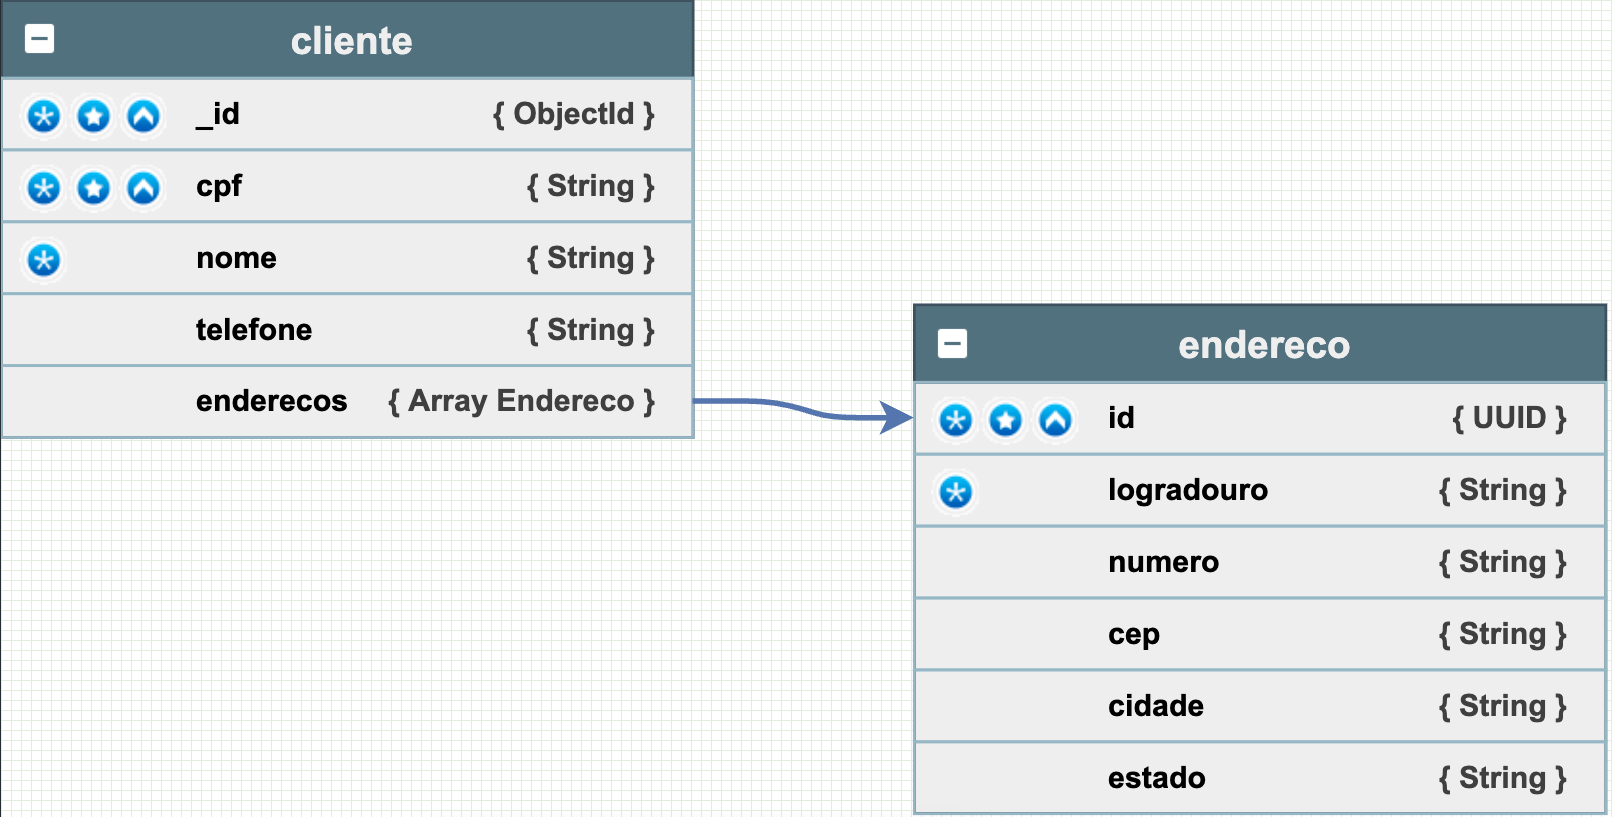 cliente
_id { ObjectId }
cpf { String }
nome { String }
telefone { String }
enderecos { Array Endereco }
endereco
id { UUID }
logradouro { String }
numero { String }
cep { String }
cidade { String }
estado { String }